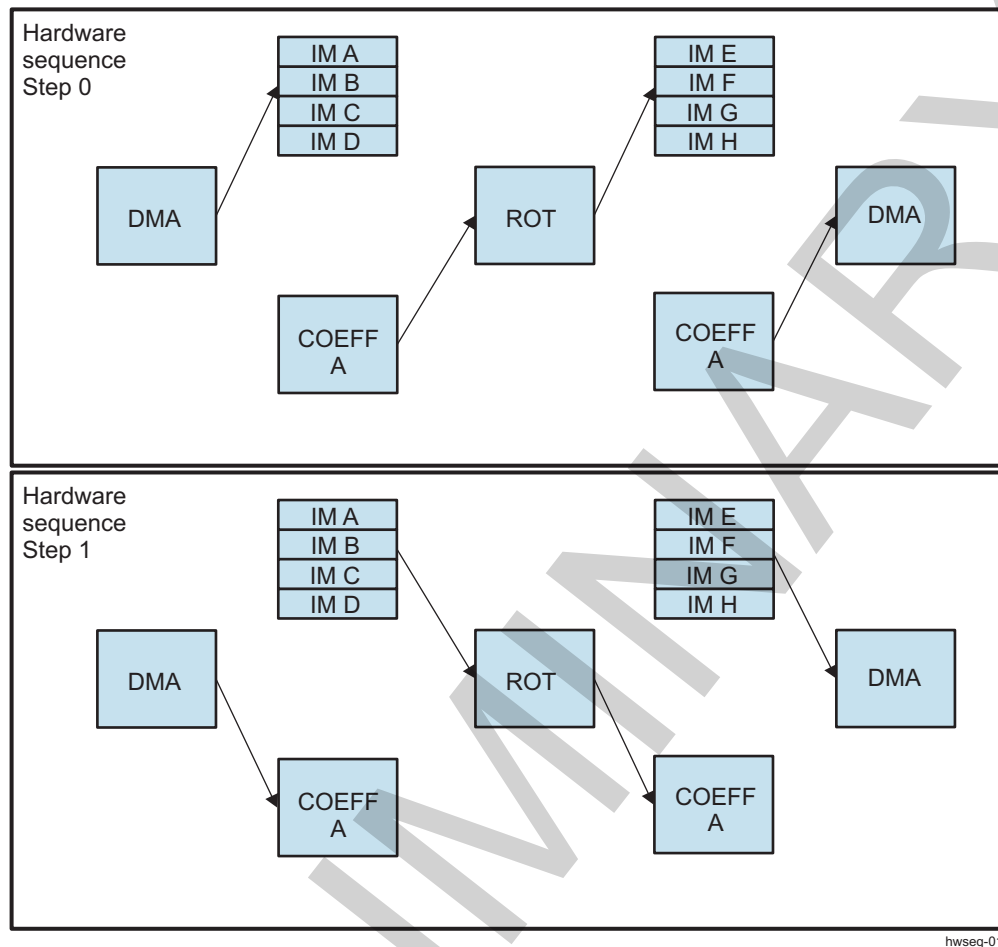 Hardware
sequence
Step 0
IM A
IM B
IM C
IM D
IM E
IM F
IM G
IM H
DMA
ROT
DMA
COEFF
A
COEFF
A
Hardware
sequence
Step 1
IM A
IM B
IM C
IM D
IM E
IM F
IM G
IM H
DMA
ROT
DMA
COEFF
A
COEFF
A